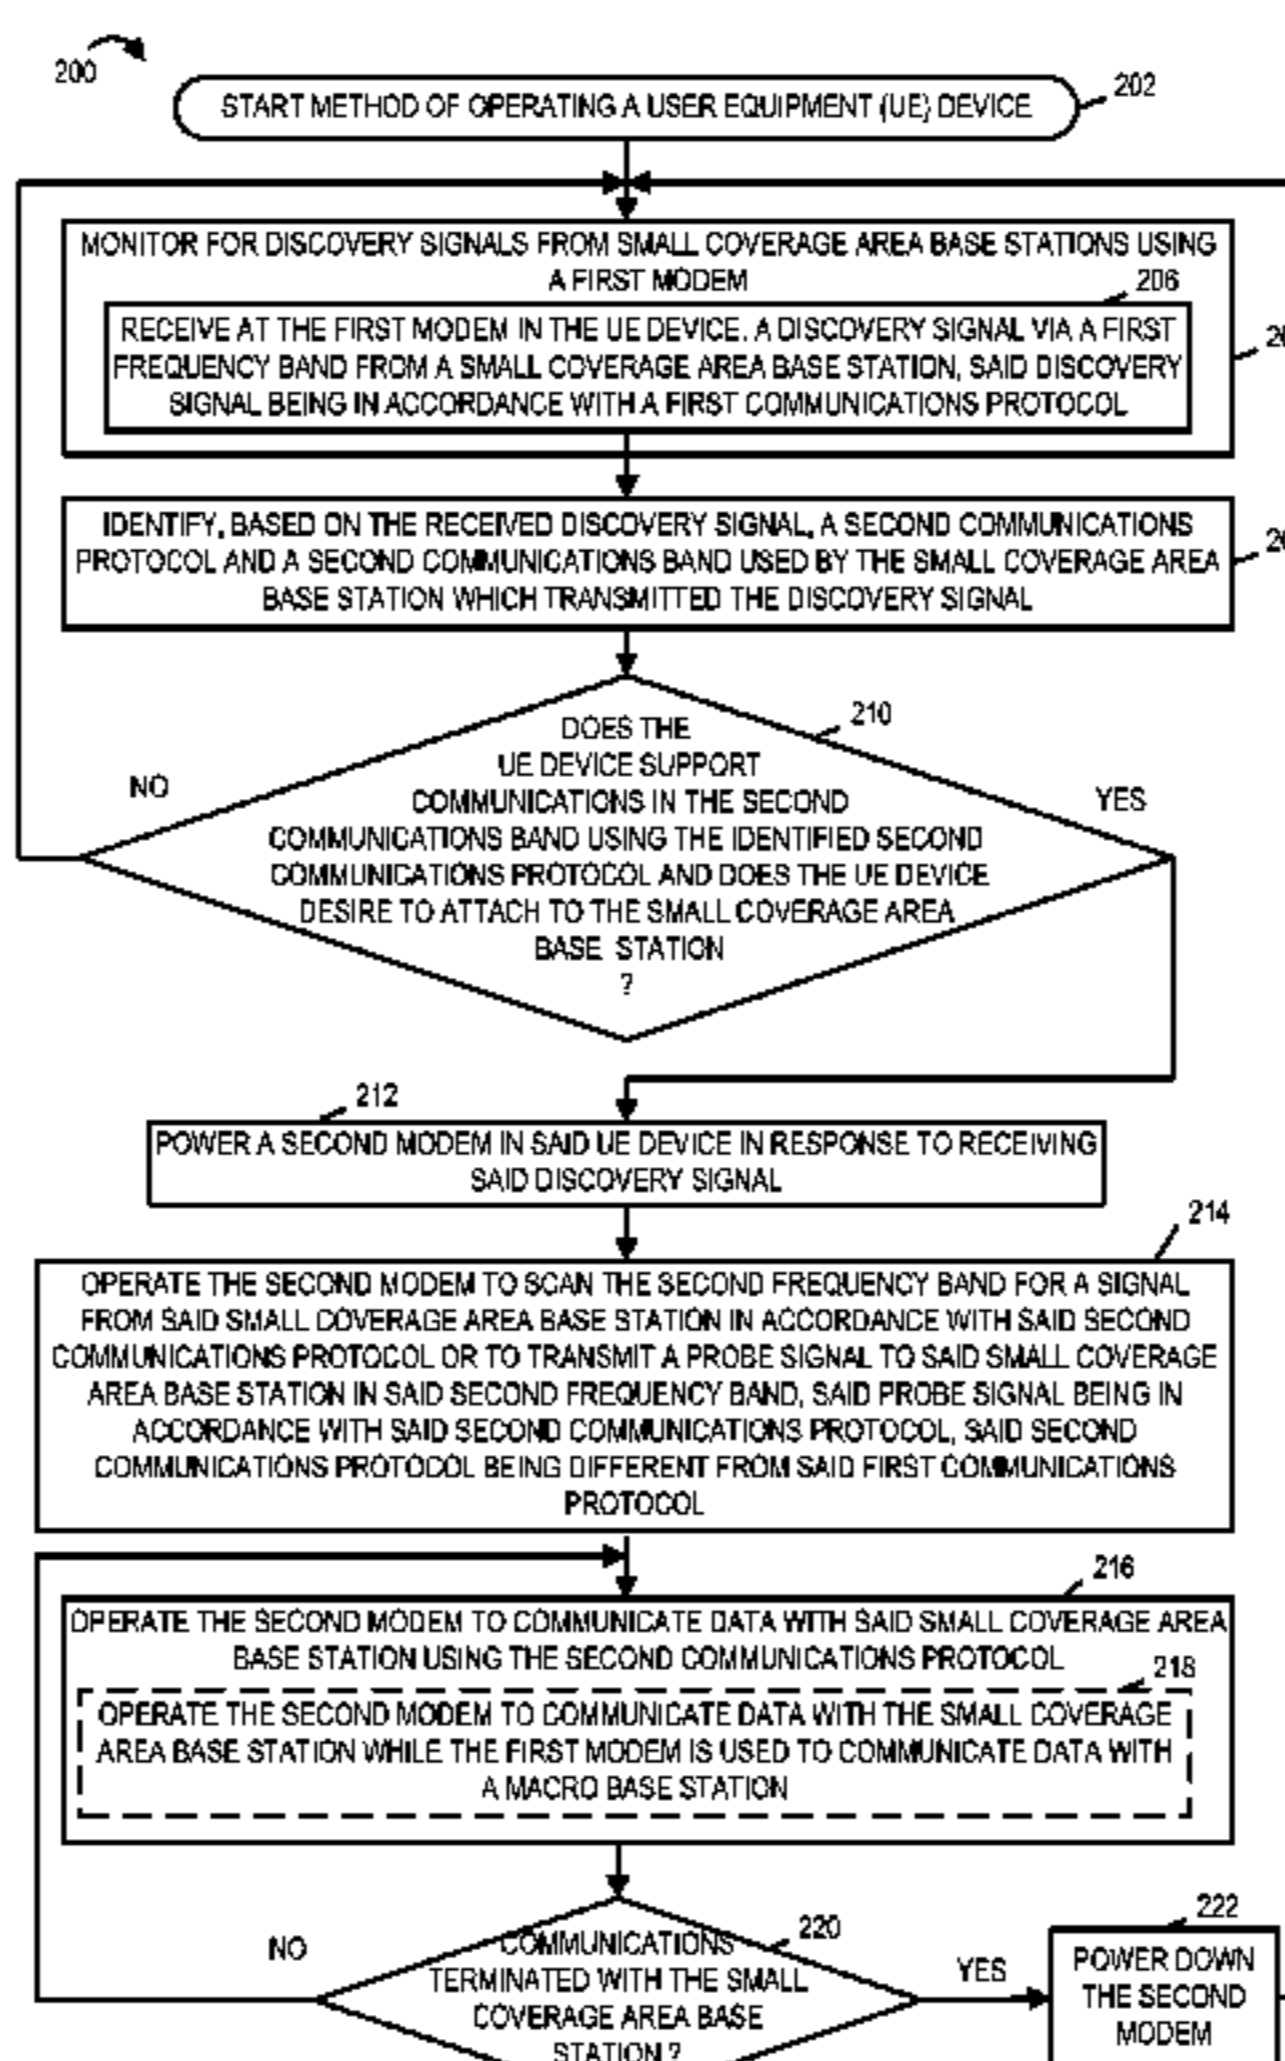 200
START METHOD OF OPERATING A USER EQUIPMENT (UE) DEVICE
202
MONITOR FOR DISCOVERY SIGNALS FROM SMALL COVERAGE AREA BASE STATIONS USING
A FIRST MODEM
206
RECEIVE AT THE FIRST MODEM IN THE UE DEVICE, A DISCOVERY SIGNAL VIA A FIRST
FREQUENCY BAND FROM A SMALL COVERAGE AREA BASE STATION, SAID DISCOVERY
SIGNAL BEING IN ACCORDANCE WITH A FIRST COMMUNICATIONS PROTOCOL
IDENTIFY, BASED ON THE RECEIVED DISCOVERY SIGNAL, A SECOND COMMUNICATIONS
PROTOCOL AND A SECOND COMMUNICATIONS BAND USED BY THE SMALL COVERAGE AREA
BASE STATION WHICH TRANSMITTED THE DISCOVERY SIGNAL
210
DOES THE
UE DEVICE SUPPORT
COMMUNICATIONS IN THE SECOND
COMMUNICATIONS BAND USING THE IDENTIFIED SECOND
COMMUNICATIONS PROTOCOL AND DOES THE UE DEVICE
DESIRE TO ATTACH TO THE SMALL COVERAGE AREA
BASE STATION
?
NO
YES
212
POWER A SECOND MODEM IN SAID UE DEVICE IN RESPONSE TO RECEIVING
SAID DISCOVERY SIGNAL
214
OPERATE THE SECOND MODEM TO SCAN THE SECOND FREQUENCY BAND FOR A SIGNAL
FROM SAID SMALL COVERAGE AREA BASE STATION IN ACCORDANCE WITH SAID SECOND
COMMUNICATIONS PROTOCOL OR TO TRANSMIT A PROBE SIGNAL TO SAID SMALL COVERAGE
AREA BASE STATION IN SAID SECOND FREQUENCY BAND, SAID PROBE SIGNAL BEING IN
ACCORDANCE WITH SAID SECOND COMMUNICATIONS PROTOCOL, SAID SECOND
COMMUNICATIONS PROTOCOL BEING DIFFERENT FROM SAID FIRST COMMUNICATIONS
PROTOCOL
216
OPERATE THE SECOND MODEM TO COMMUNICATE DATA WITH SAID SMALL COVERAGE AREA
BASE STATION USING THE SECOND COMMUNICATIONS PROTOCOL
218
OPERATE THE SECOND MODEM TO COMMUNICATE DATA WITH THE SMALL COVERAGE
AREA BASE STATION WHILE THE FIRST MODEM IS USED TO COMMUNICATE DATA WITH
A MACRO BASE STATION
220
COMMUNICATIONS
TERMINATED WITH THE SMALL
COVERAGE AREA BASE
STATION ?
NO
YES
222
POWER DOWN
THE SECOND
MODEM